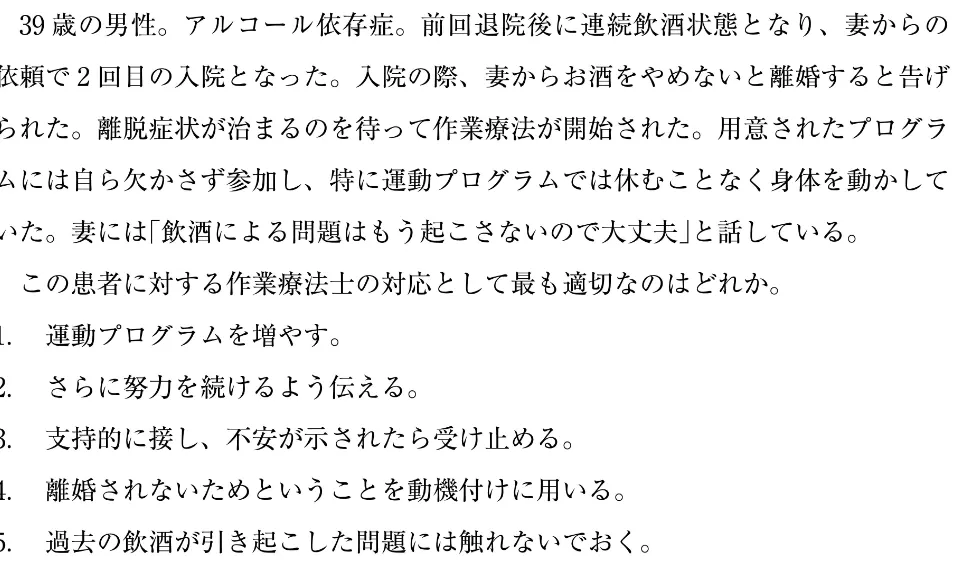 39歳の男性。アルコール依存症。前回退院後に連続飲酒状態となり、妻からの
依頼で2回目の入院となった。入院の際、妻からお酒をやめないと離婚すると告げ
られた。離脱症状が治まるのを待って作業療法が開始された。用意されたプログラ
ムには自ら欠かさず参加し、特に運動プログラムでは休むことなく身体を動かして
いた。妻には「飲酒による問題はもう起こさないので大丈夫」と話している。
この患者に対する作業療法士の対応として最も適切なのはどれか。
1. 運動プログラムを増やす。
2. さらに努力を続けるよう伝える。
3. 支持的に接し、不安が示されたら受け止める。
4. 離婚されないためということを動機付けに用いる。
5. 過去の飲酒が引き起こした問題には触れないでおく。